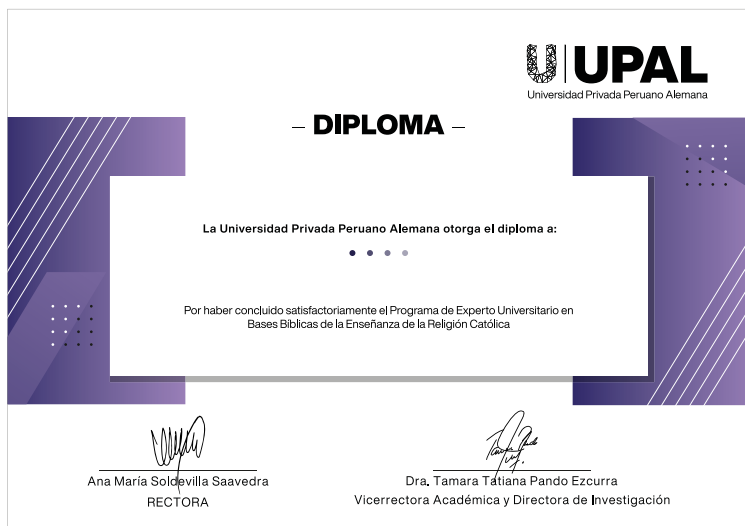 UPAL
Universidad Privada Peruano Alemana
– DIPLOMA –
La Universidad Privada Peruano Alemana otorga el diploma a:
Por haber concluido satisfactoriamente el Programa de Experto Universitario en
Bases Bíblicas de la Enseñanza de la Religión Católica
Ana María Soldevilla Saavedra
RECTORA
Dra. Tamara Tatiana Pando Ezcurra
Vicerrectora Académica y Directora de Investigación